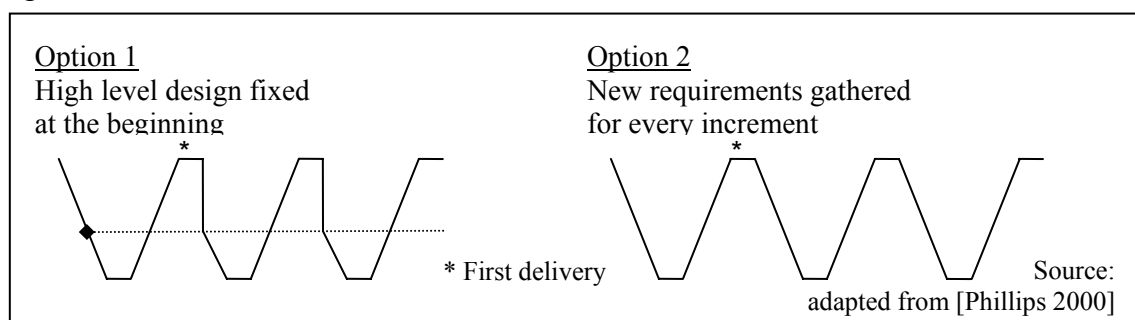 Option 1
High level design fixed
at the beginning
*
Option 2
New requirements gathered
for every increment
*
* First delivery
Source:
adapted from [Phillips 2000]